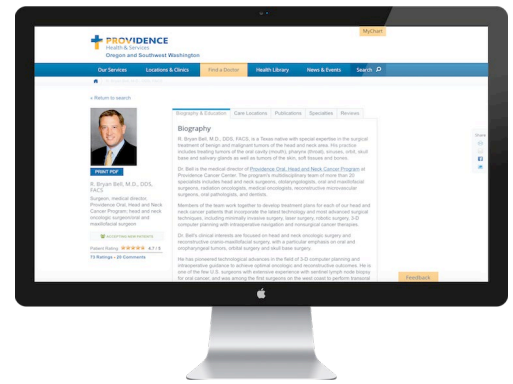 MyChart
PROVIDENCE
Health & Services
Oregon and Southwest Washington
Our Services
Locations & Clinics
Find a Doctor
Health Library
News & Events
Search
« Return to search
Biography & Education
Care Locations
Publications
Specialties
Reviews
Biography
R. Bryan Bell, M.D., DDS, FACS, is a Texas native with special expertise in the surgical
treatment of benign and malignant tumors of the head and neck area. His practice
includes treating tumors of the oral cavity (mouth), pharynx (throat), sinuses, orbit, skull
base and salivary glands as well as tumors of the skin, soft tissues and bones.
Dr. Bell is the medical director of Providence Oral, Head and Neck Cancer Program at
Providence Cancer Center. The program's multidisciplinary team of more than 20
specialists includes head and neck surgeons, otolaryngologists, oral and maxillofacial
surgeons, radiation oncologists, medical oncologists, reconstructive microvascular
surgeons, oral pathologists, and dentists.
Members of the team work together to develop treatment plans for each of our head and
neck cancer patients that incorporate the latest technology and most advanced surgical
techniques, including minimally invasive surgery, laser surgery, robotic surgery, 3-D
computer planning with intraoperative navigation and nonsurgical cancer therapies.
Dr. Bell's clinical interests are focused on head and neck oncologic surgery and
reconstructive cranio-maxillofacial surgery, with a particular emphasis on oral and
oropharyngeal tumors, orbital surgery and skull base surgery.
He has pioneered technological advances in the field of 3-D computer planning and
intraoperative guidance to achieve optimal oncologic and reconstructive outcomes. He is
one of the few U.S. surgeons with extensive experience with sentinel lymph node biopsy
for oral cancer, and was among the first surgeons on the west coast to perform transoral
PRINT PDF
R. Bryan Bell, M.D., DDS,
FACS
Surgeon, medical director,
Providence Oral, Head and Neck
Cancer Program; head and neck
oncologic surgeon/oral and
maxillofacial surgeon
ACCEPTING NEW PATIENTS
Patient Rating 4.7 / 5
73 Ratings - 20 Comments
Share
Feedback